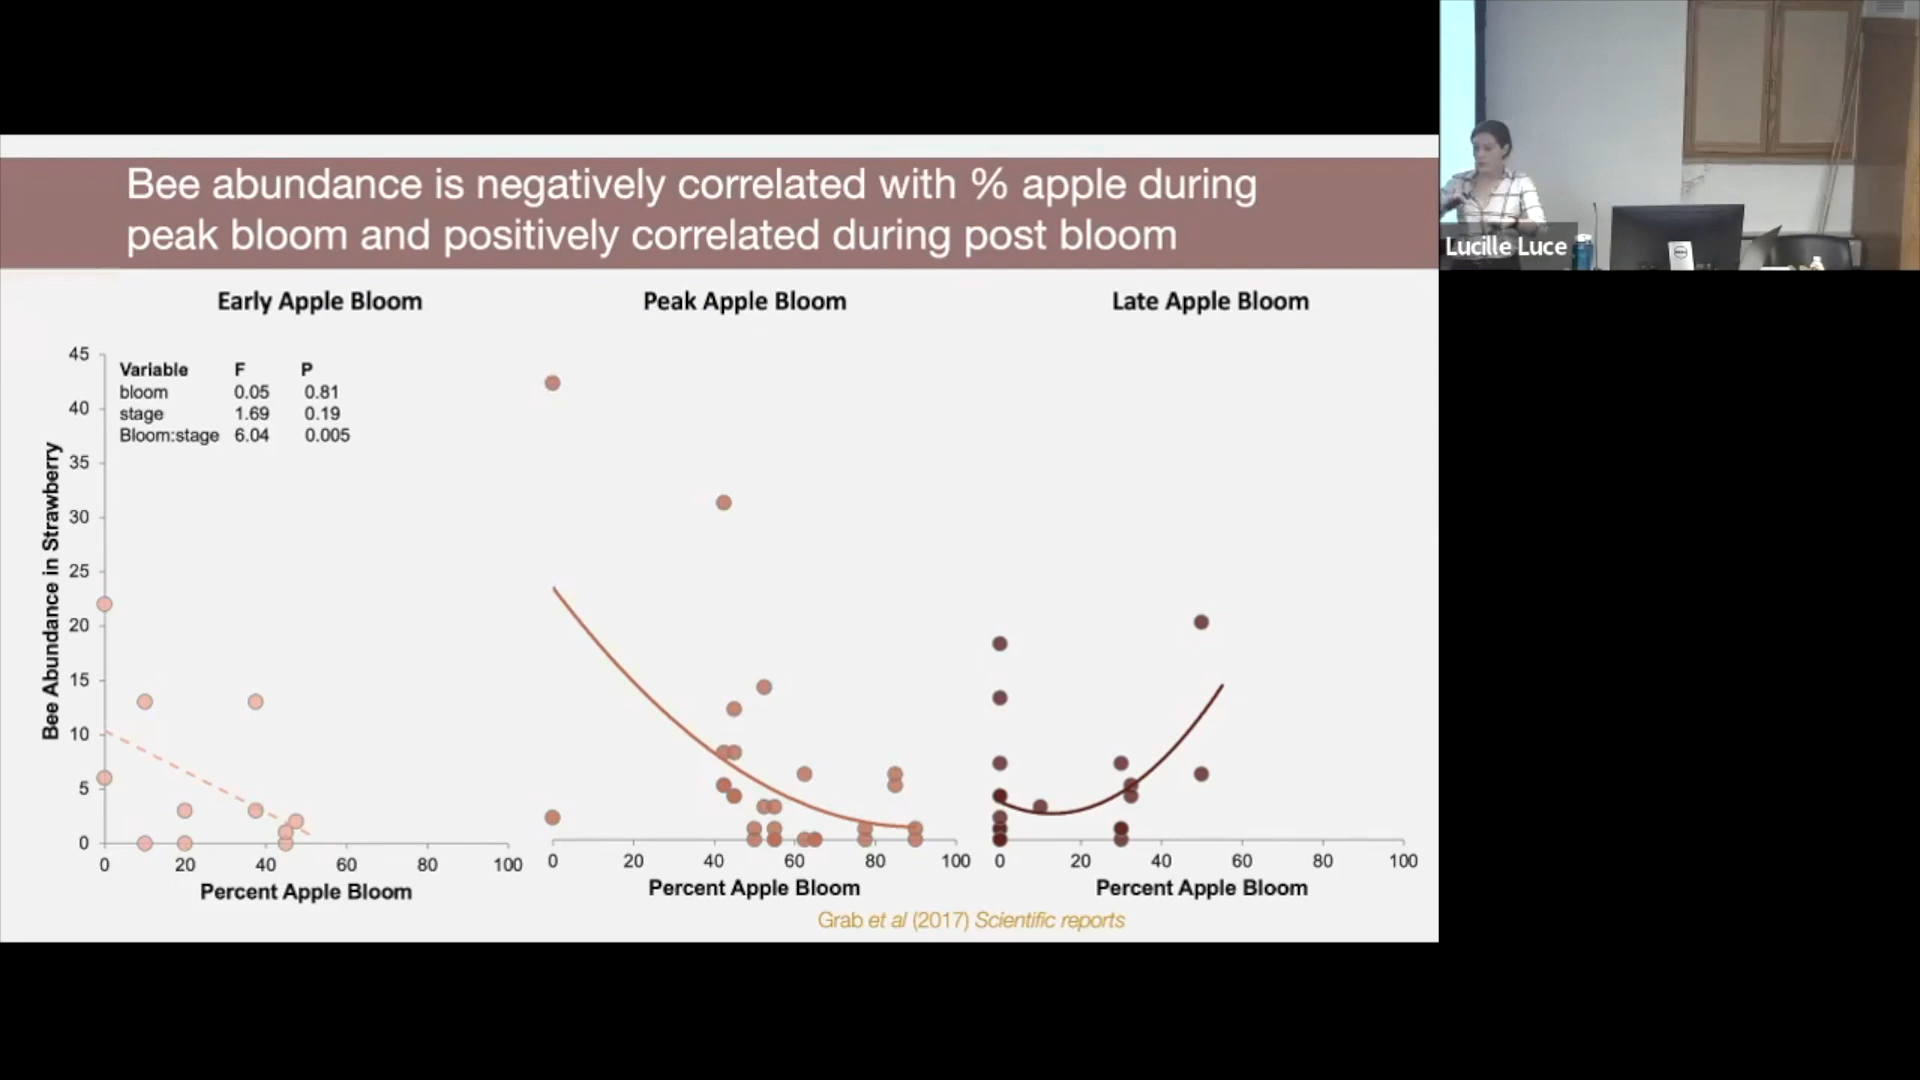 Bee abundance is negatively correlated with % apple during
peak bloom and positively correlated during post bloom
Lucille Luce
Early Apple Bloom
Peak Apple Bloom
Late Apple Bloom
Bee Abundance in Strawberry
45
40
35
30
25
20
15
10
5
0
Variable F P
bloom 0.05 0.81
stage 1.69 0.19
Bloom:stage 6.04 0.005
0 20 40 60 80 100
Percent Apple Bloom
0 20 40 60 80 100
Percent Apple Bloom
0 20 40 60 80 100
Percent Apple Bloom
Grab et al (2017) Scientific reports